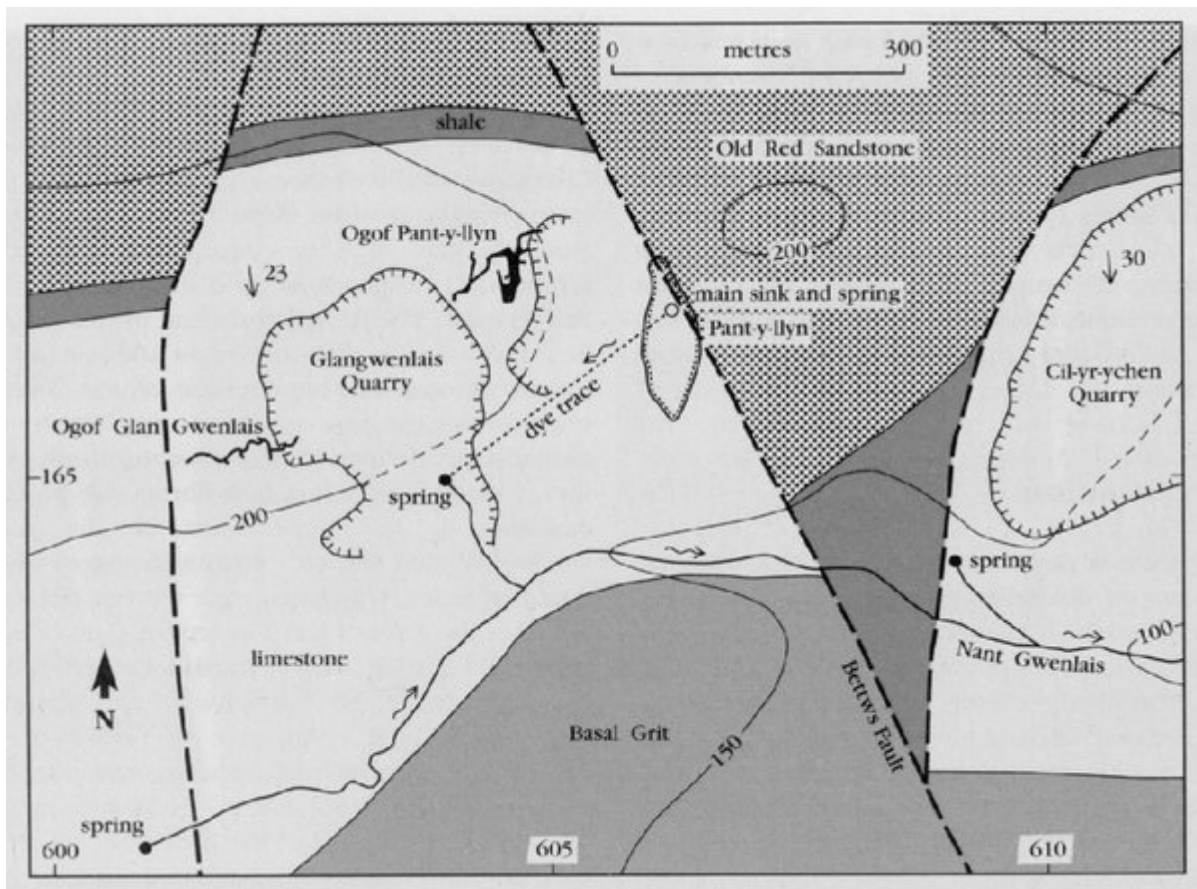 0 metres 300
shale
Old Red Sandstone
Ogof Pant-y-llyn
200
23
30
main sink and spring
Pant-y-llyn
Glangwenlais
Quarry
Cil-yr-ychen
Quarry
dye trace
Ogof Glan Gwenlais
165
spring
200
spring
limestone
Nant Gwenlais
100
N
Basal Grit
Bettws Fault
150
spring
600
605
610